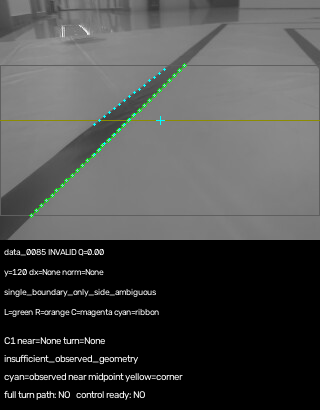 data_0085 INVALID Q=0.00
y=120 dx=None norm=None
single_boundary_only_side_ambiguous
L=green R=orange C=magenta cyan=ribbon
C1 near=None turn=None
insufficient_observed_geometry
cyan=observed near midpoint yellow=corner
full turn path: NO control ready: NO